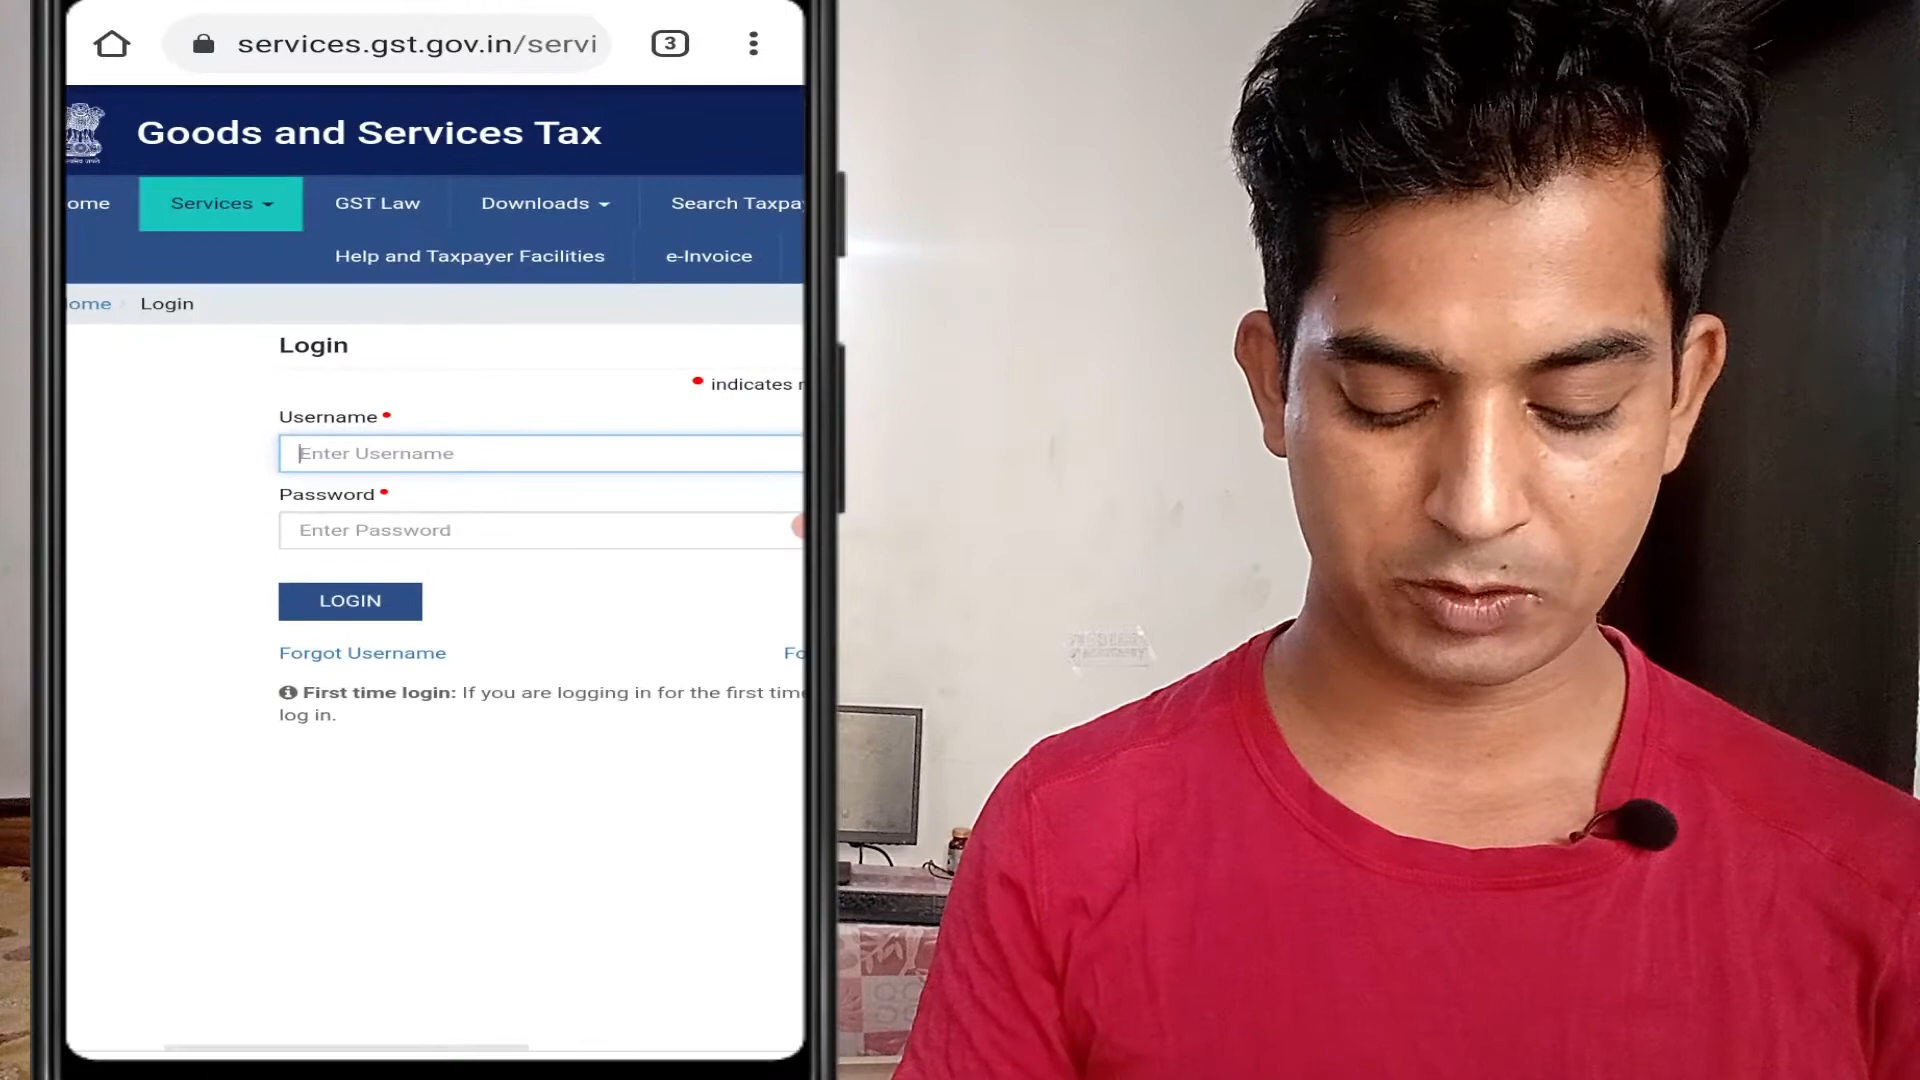 services.gst.gov.in/servi
3
Goods and Services Tax
ome
Services
GST Law
Downloads
Search Taxpa
Help and Taxpayer Facilities
e-Invoice
ome
Login
Login
indicates
Username
Enter Username
Password
Enter Password
LOGIN
Forgot Username
Fo
First time login: If you are logging in for the first time
log in.